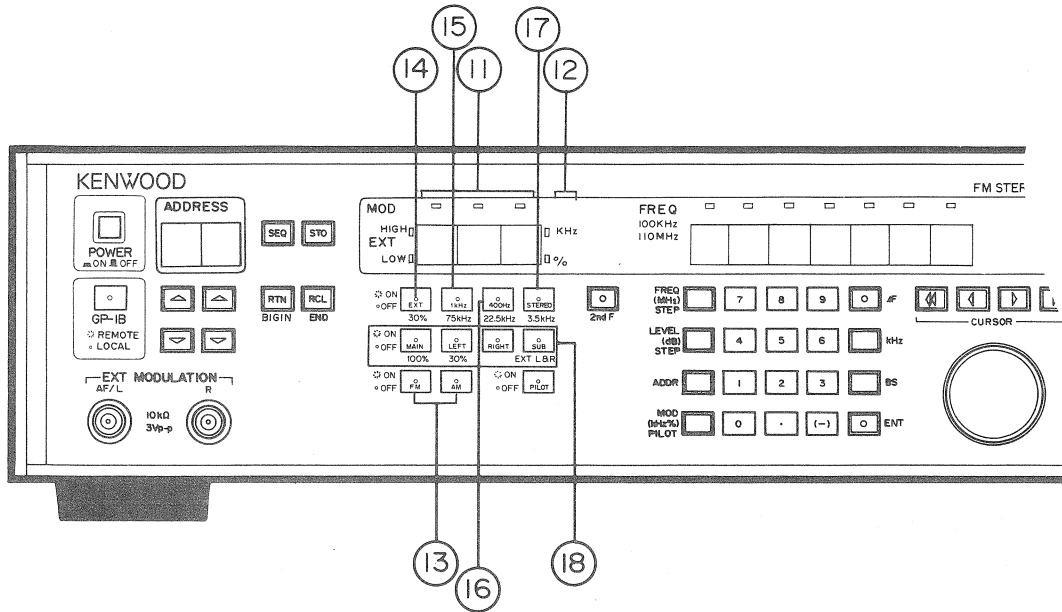 15 17
14 11 12
KENWOOD
FM STEP
ADDRESS
MOD
FREQ
100KHz
110MHz
HIGH
KHz
EXT
LOW
%
POWER
ON OFF
SEQ STO
GP-IB
REMOTE
LOCAL
RTN RCL
BIGIN END
ON
OFF
EXT 1kHz 400Hz STEREO
30% 75kHz 22.5kHz 3.5kHz
2nd F
ON
OFF
MAIN LEFT RIGHT SUB
100% 30% EXT L&R
ON
OFF
FM AM
ON
OFF
PILOT
FREQ
(MHz)
STEP
7 8 9
⊿F
LEVEL
(dB)
STEP
4 5 6
kHz
ADDR
1 2 3
BS
MOD
(kHz%)
PILOT
0 · (−)
ENT
CURSOR
EXT MODULATION
AF/L R
10kΩ
3Vp-p
13 16 18